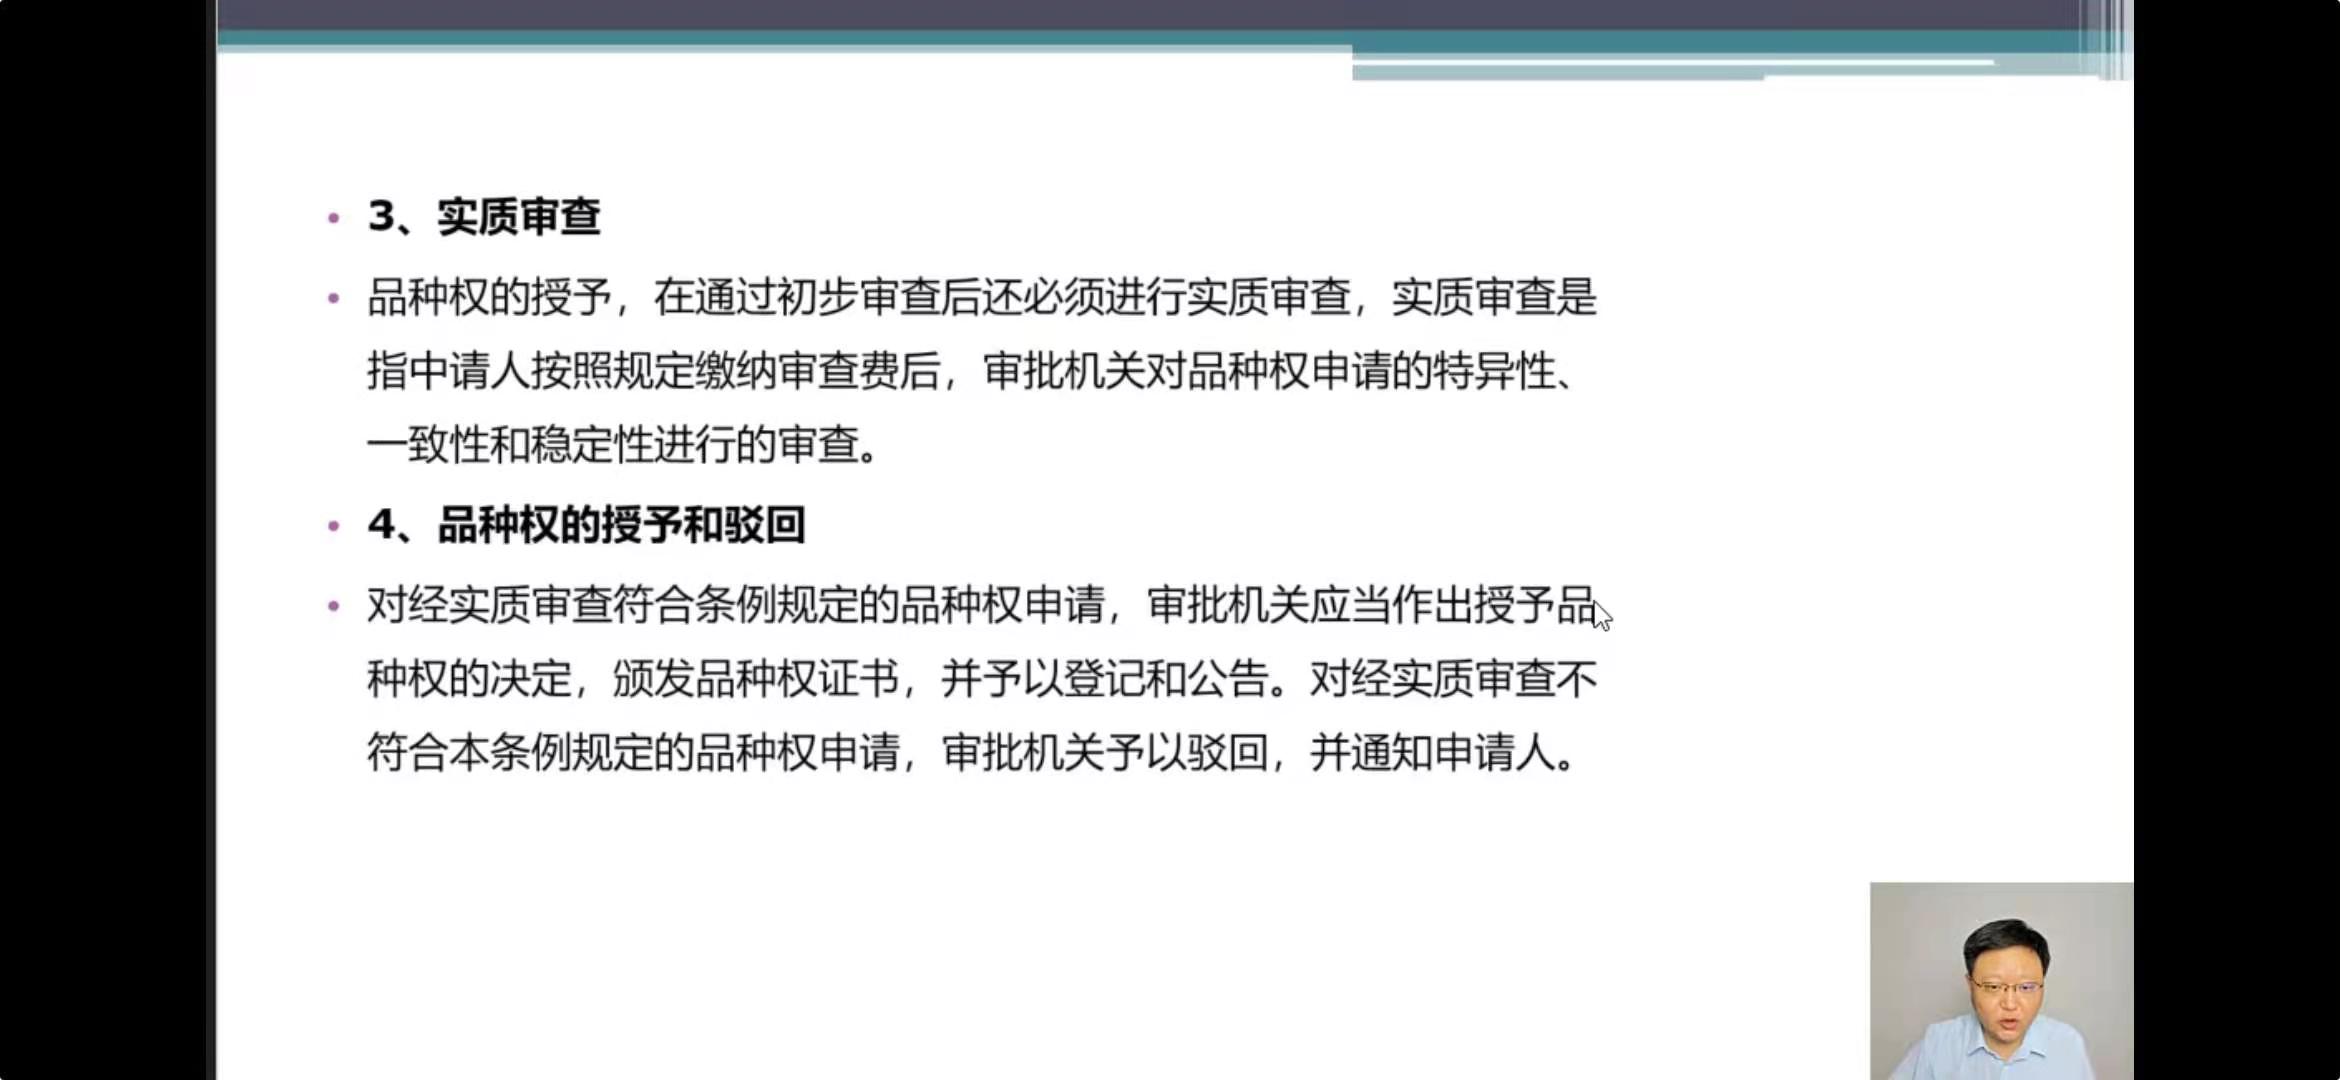 3、实质审查
品种权的授予，在通过初步审查后还必须进行实质审查，实质审查是
指中请人按照规定缴纳审查费后，审批机关对品种权申请的特异性、
一致性和稳定性进行的审查。
4、品种权的授予和驳回
对经实质审查符合条例规定的品种权申请，审批机关应当作出授予品
种权的决定，颁发品种权证书，并予以登记和公告。对经实质审查不
符合本条例规定的品种权申请，审批机关予以驳回，并通知申请人。